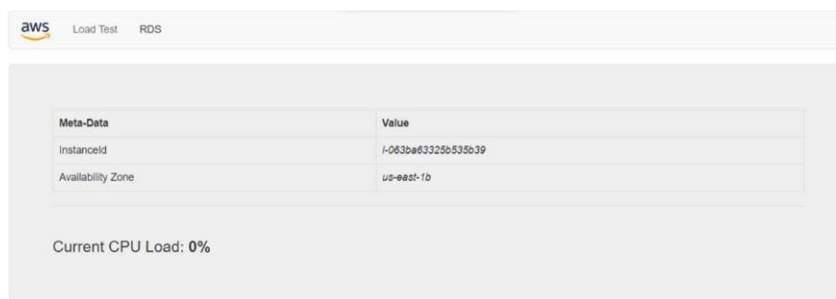 aws Load Test RDS
Meta-Data Value
InstanceId i-063ba63325b535b39
Availability Zone us-east-1b
Current CPU Load: 0%